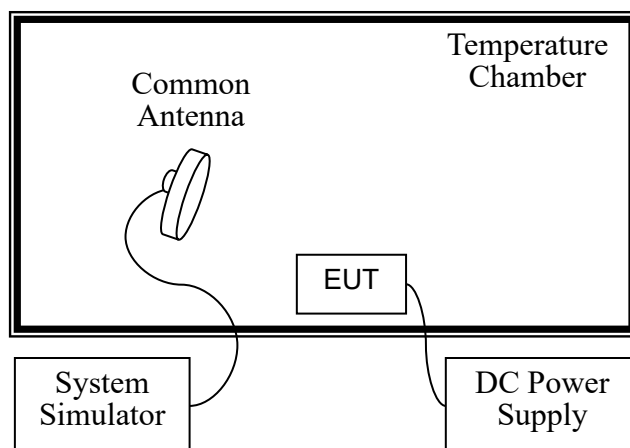 Temperature
Chamber
Common
Antenna
EUT
System
Simulator
DC Power
Supply